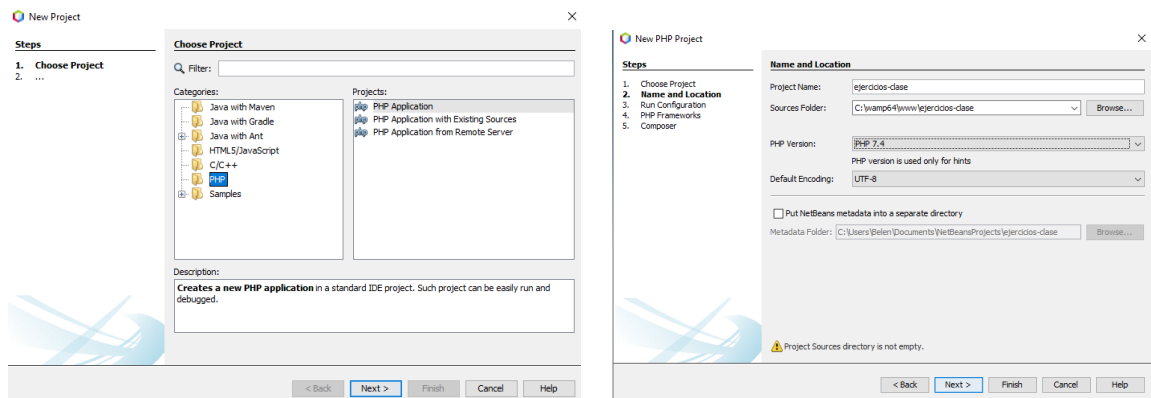 New Project
Steps
1. Choose Project
2. ...
Choose Project
Filter:
Categories:
Java with Maven
Java with Gradle
Java with Ant
HTML5/JavaScript
C/C++
PHP
Samples
Projects:
PHP Application
PHP Application with Existing Sources
PHP Application from Remote Server
Description:
Creates a new PHP application in a standard IDE project. Such project can be easily run and
debugged.
< Back Next > Finish Cancel Help
New PHP Project
Steps
1. Choose Project
2. Name and Location
3. Run Configuration
4. PHP Frameworks
5. Composer
Name and Location
Project Name: ejercicios-clase
Sources Folder: C:\wamp64\www\ejercicios-clase Browse...
PHP Version: PHP 7.4
PHP version is used only for hints
Default Encoding: UTF-8
Put NetBeans metadata into a separate directory
Metadata Folder: C:\Users\Belen\Documents\NetBeansProjects\ejercicios-clase Browse...
Project Sources directory is not empty.
< Back Next > Finish Cancel Help